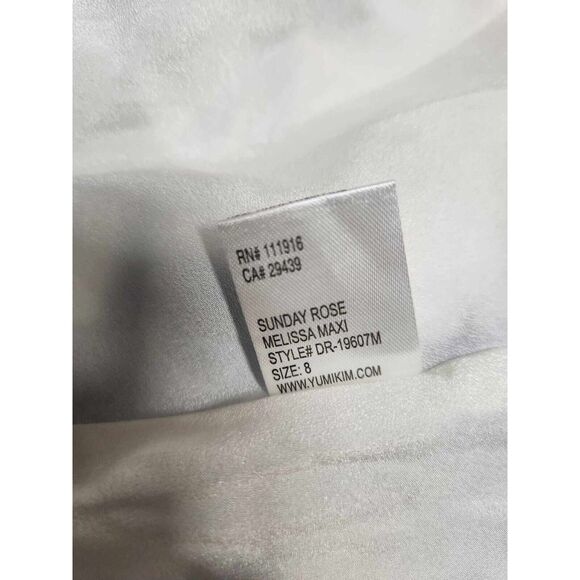 RN# 111916
CA# 29439
SUNDAY ROSE
MELISSA MAXI
STYLE# DR-19607M
SIZE: 8
WWW.YUMIKIM.COM